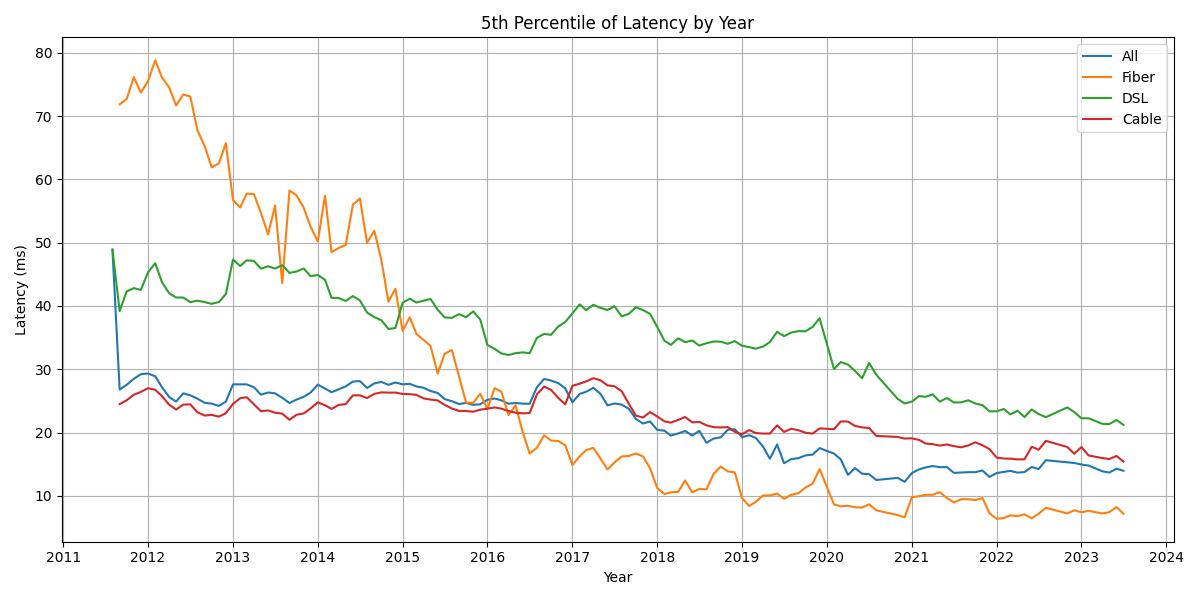 5th Percentile of Latency by Year
All
Fiber
DSL
Cable
80
70
60
50
40
30
20
10
Latency (ms)
2011 2012 2013 2014 2015 2016 2017 2018 2019 2020 2021 2022 2023 2024
Year